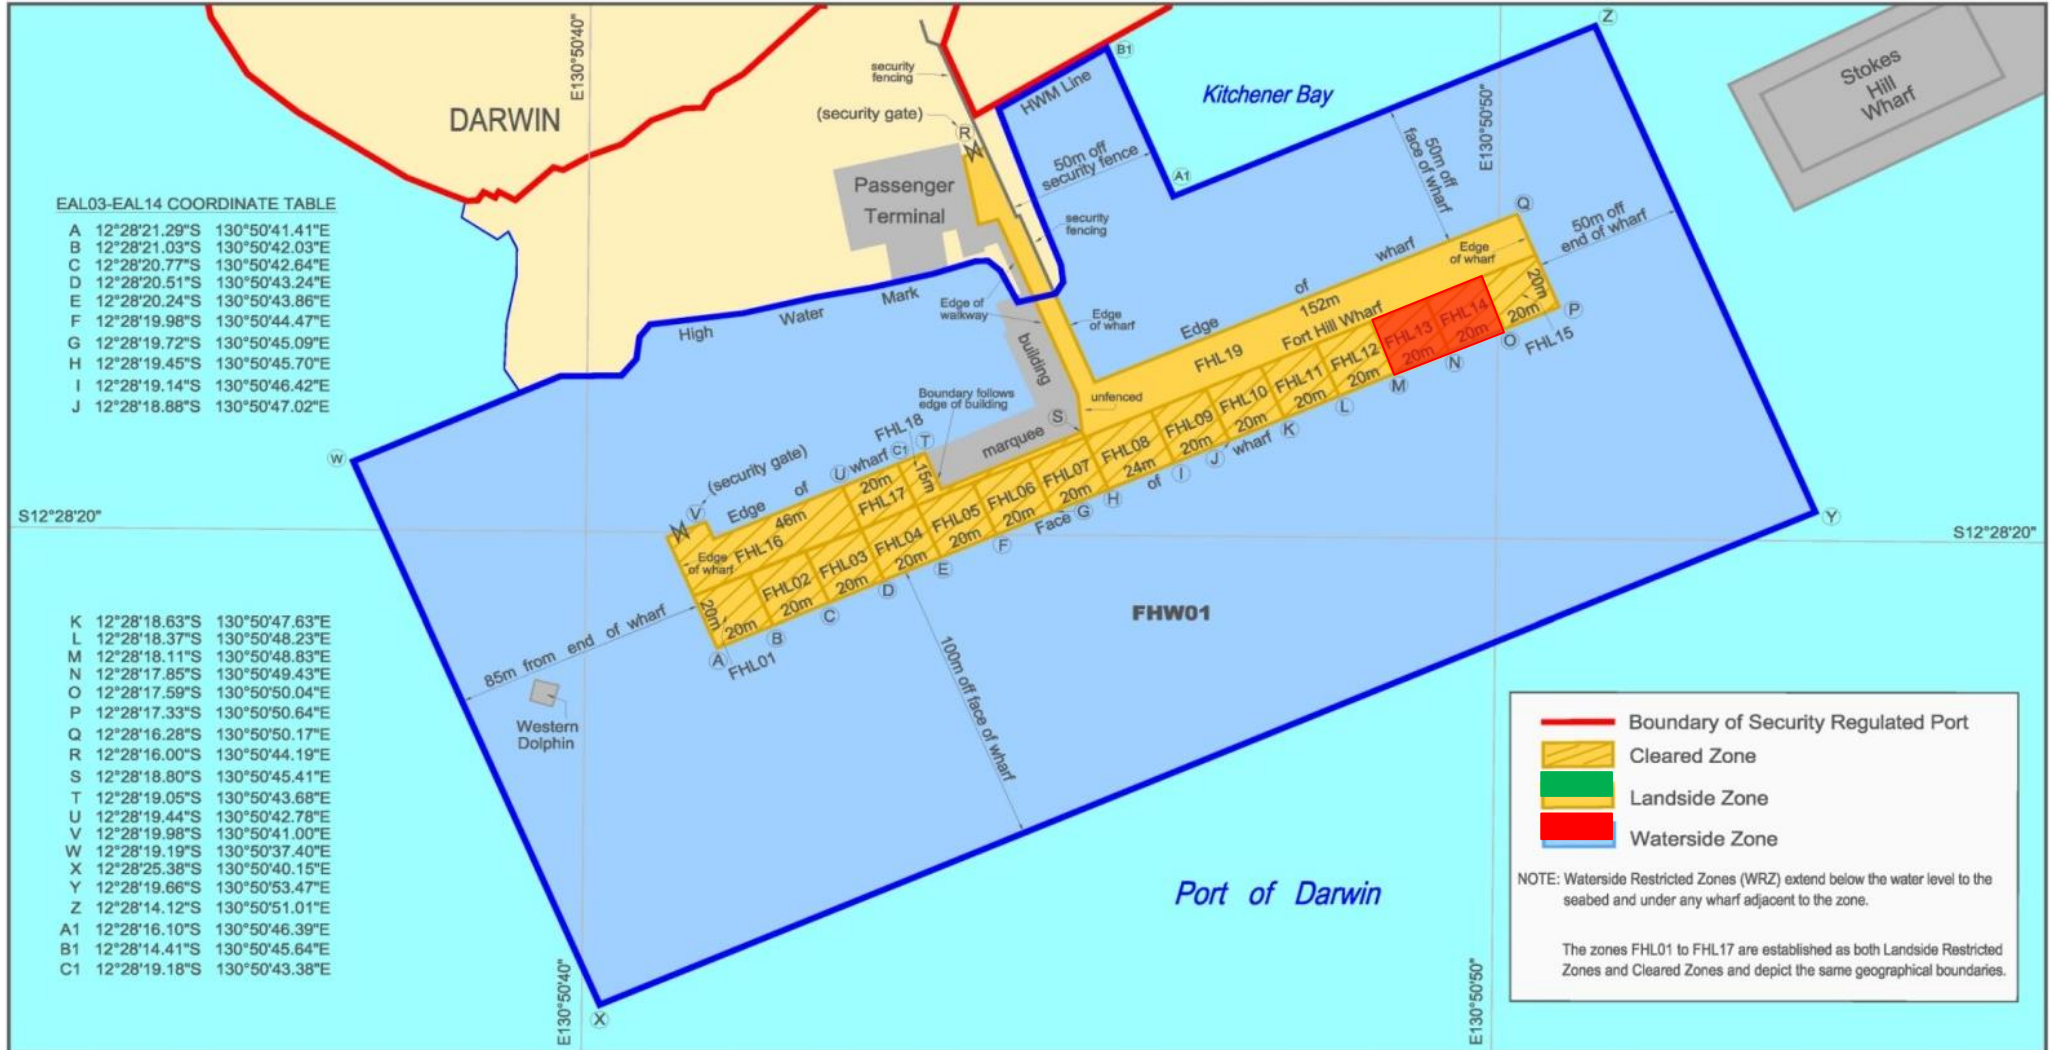 DARWIN
E130°50'40"
security
fencing
(security gate)
R
HWM Line
B1
Kitchener Bay
E130°50'50"
Z
Stokes
Hill
Wharf
50m off
security fence
A1
50m off
face of wharf
Q
50m off
end of wharf
Passenger
Terminal
security
fencing
EAL03-EAL14 COORDINATE TABLE
A 12°28'21.29"S 130°50'41.41"E
B 12°28'21.03"S 130°50'42.03"E
C 12°28'20.77"S 130°50'42.64"E
D 12°28'20.51"S 130°50'43.24"E
E 12°28'20.24"S 130°50'43.86"E
F 12°28'19.98"S 130°50'44.47"E
G 12°28'19.72"S 130°50'45.09"E
H 12°28'19.45"S 130°50'45.70"E
I 12°28'19.14"S 130°50'46.42"E
J 12°28'18.88"S 130°50'47.02"E
High Water Mark
Edge of
walkway
Edge
of wharf
building
Edge of wharf
152m
Fort Hill Wharf
Edge
of wharf
FHL19
unfenced
S
marquee
Boundary follows
edge of building
FHL18
(security gate)
V
Edge of wharf
U
C1
T
46m
20m
15m
FHL16
FHL17
Edge
of wharf
FHL02
FHL03
FHL04
FHL05
FHL06
FHL07
FHL08
FHL09
FHL10
FHL11
FHL12
FHL13
FHL14
20m
20m
20m
20m
20m
20m
20m
20m
24m
20m
20m
20m
20m
20m
20m
20m
20m
FHL01
FHL15
A
B
C
D
E
F
G
H
I
J
K
L
M
N
O
P
Face of wharf
W
S12°28'20"
S12°28'20"
Y
85m from end of wharf
Western
Dolphin
100m off face of wharf
FHW01
K 12°28'18.63"S 130°50'47.63"E
L 12°28'18.37"S 130°50'48.23"E
M 12°28'18.11"S 130°50'48.83"E
N 12°28'17.85"S 130°50'49.43"E
O 12°28'17.59"S 130°50'50.04"E
P 12°28'17.33"S 130°50'50.64"E
Q 12°28'16.28"S 130°50'50.17"E
R 12°28'16.00"S 130°50'44.19"E
S 12°28'18.80"S 130°50'45.41"E
T 12°28'19.05"S 130°50'43.68"E
U 12°28'19.44"S 130°50'42.78"E
V 12°28'19.98"S 130°50'41.00"E
W 12°28'19.19"S 130°50'37.40"E
X 12°28'25.38"S 130°50'40.15"E
Y 12°28'19.66"S 130°50'53.47"E
Z 12°28'14.12"S 130°50'51.01"E
A1 12°28'16.10"S 130°50'46.39"E
B1 12°28'14.41"S 130°50'45.64"E
C1 12°28'19.18"S 130°50'43.38"E
E130°50'40"
X
Port of Darwin
E130°50'50"
Boundary of Security Regulated Port
Cleared Zone
Landside Zone
Waterside Zone
NOTE: Waterside Restricted Zones (WRZ) extend below the water level to the
seabed and under any wharf adjacent to the zone.
The zones FHL01 to FHL17 are established as both Landside Restricted
Zones and Cleared Zones and depict the same geographical boundaries.